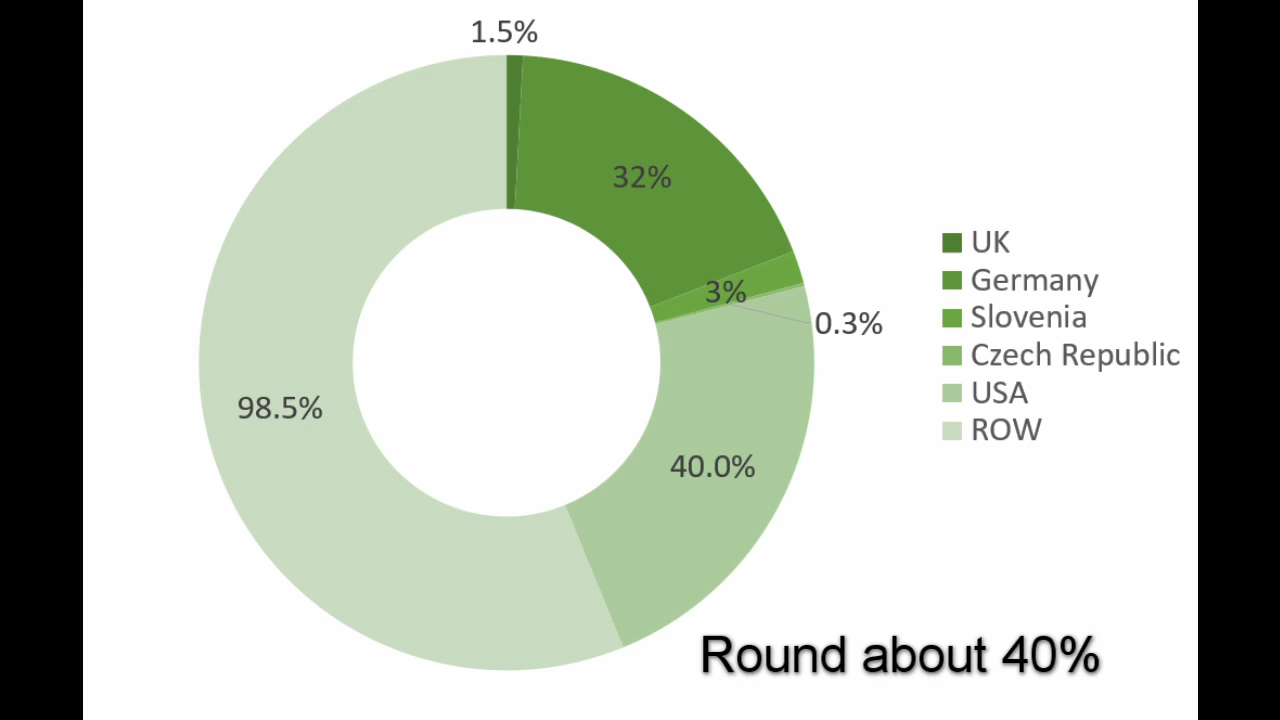 1.5%
32%
3%
0.3%
98.5%
40.0%
UK
Germany
Slovenia
Czech Republic
USA
ROW
Round about 40%